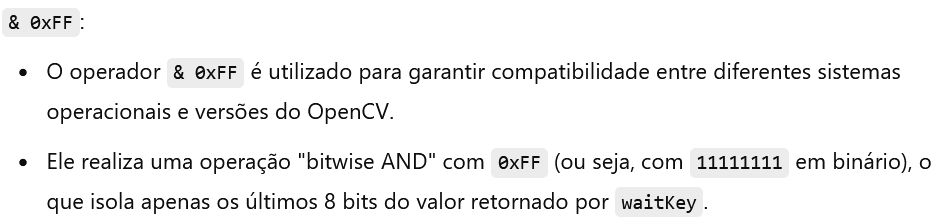 & 0xFF:
• O operador & 0xFF é utilizado para garantir compatibilidade entre diferentes sistemas
operacionais e versões do OpenCV.
• Ele realiza uma operação "bitwise AND" com 0xFF (ou seja, com 11111111 em binário), o
que isola apenas os últimos 8 bits do valor retornado por waitKey.